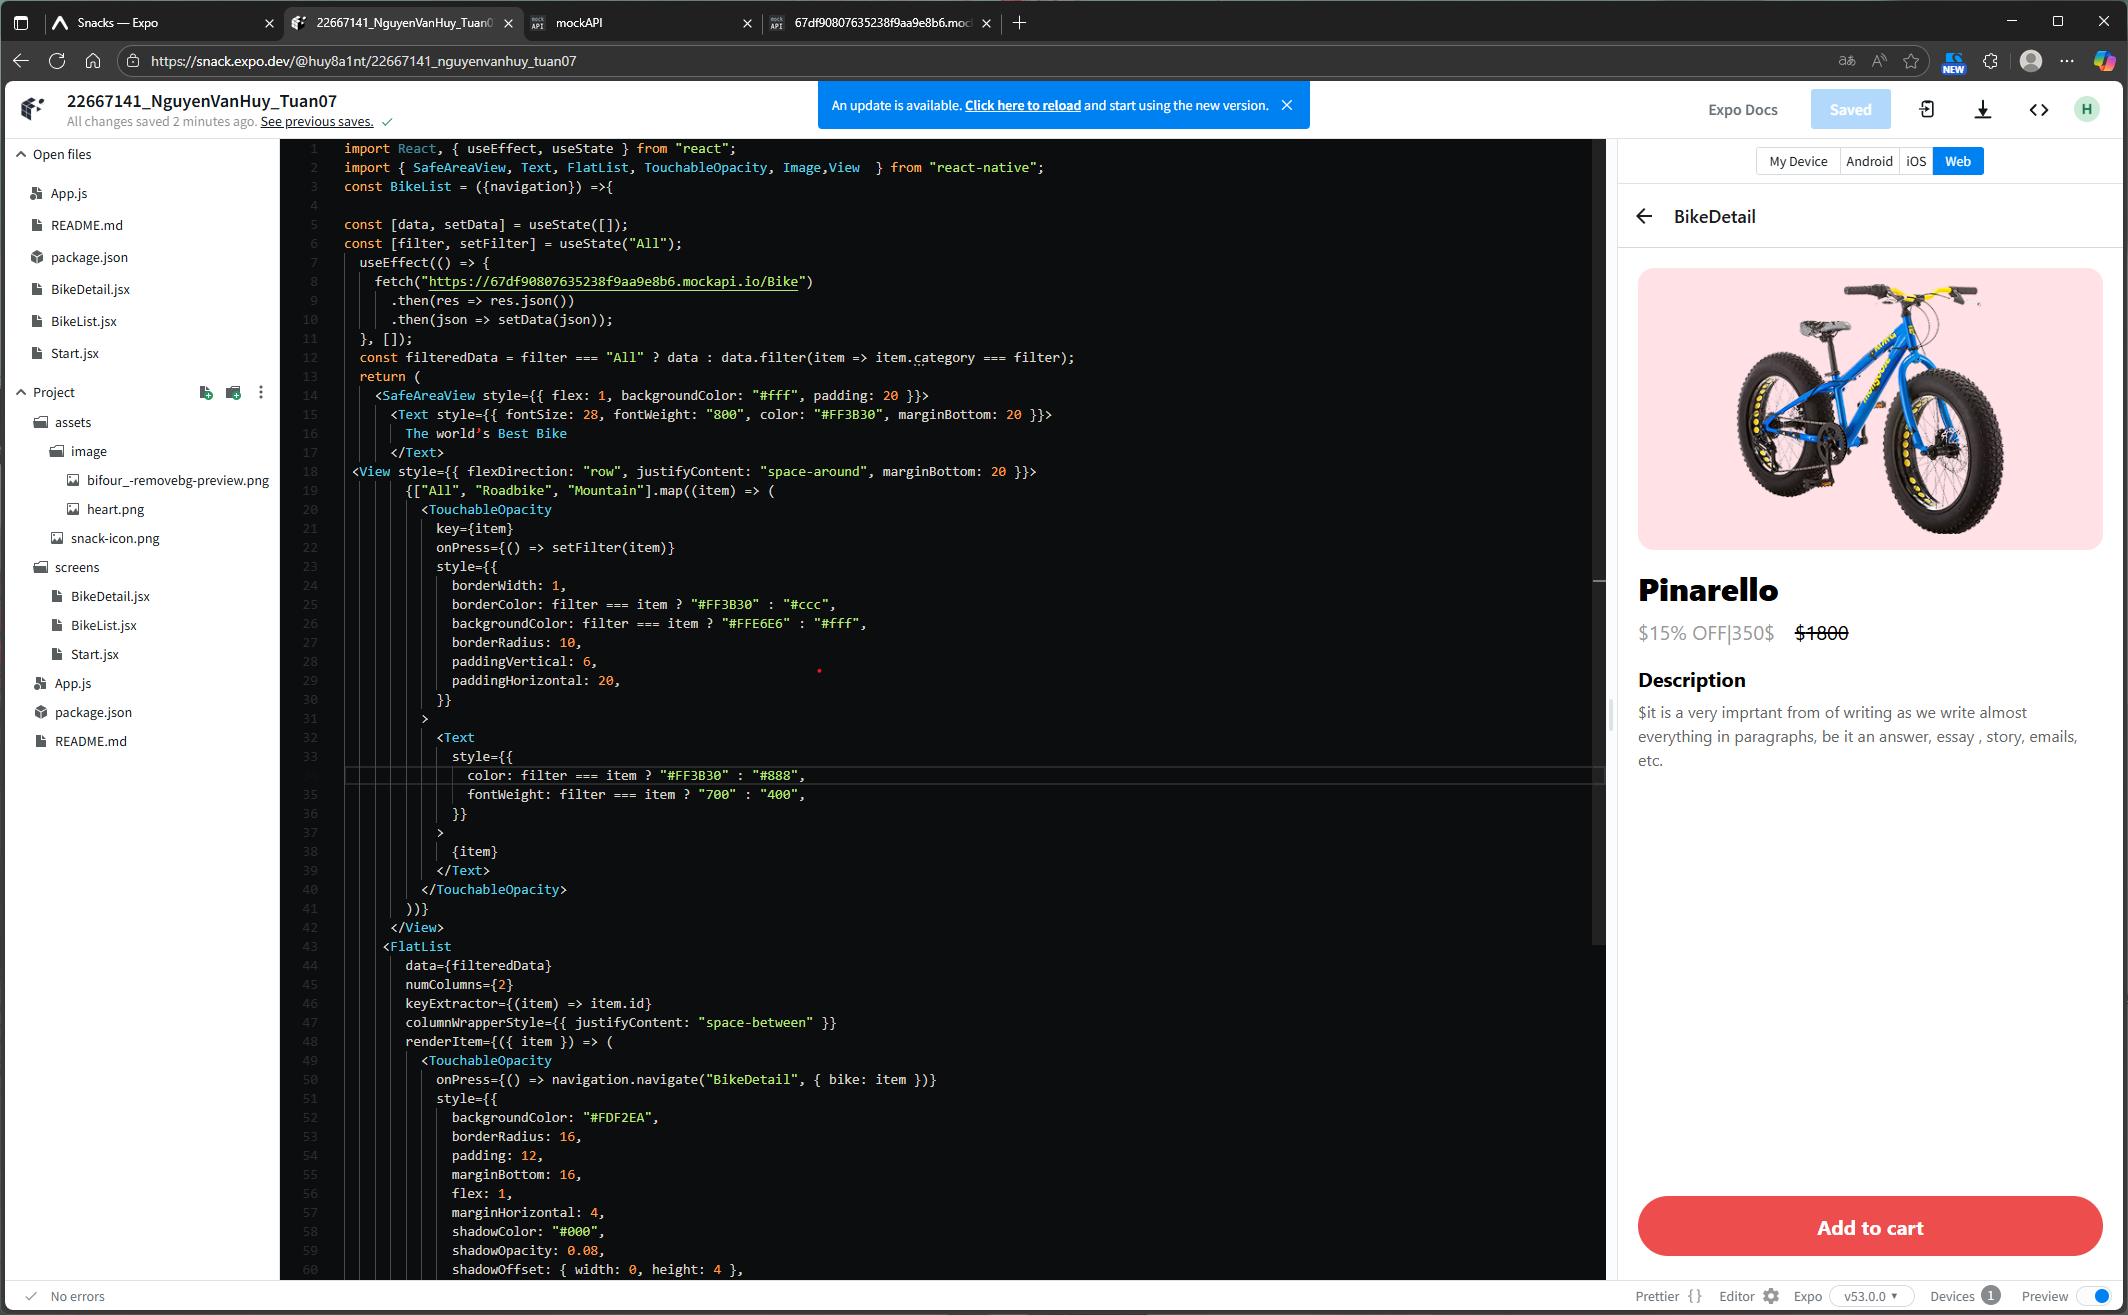 Snacks — Expo
22667141_NguyenVanHuy_Tuan0
mockAPI
67df90807635238f9aa9e8b6.moc
https://snack.expo.dev/@huy8a1nt/22667141_nguyenvanhuy_tuan07
NEW
22667141_NguyenVanHuy_Tuan07
All changes saved 2 minutes ago. See previous saves.
An update is available. Click here to reload and start using the new version.
Expo Docs
Saved
H
Open files
App.js
README.md
package.json
BikeDetail.jsx
BikeList.jsx
Start.jsx
Project
assets
image
bifour_-removebg-preview.png
heart.png
snack-icon.png
screens
BikeDetail.jsx
BikeList.jsx
Start.jsx
App.js
package.json
README.md
1 import React, { useEffect, useState } from "react";
2 import { SafeAreaView, Text, FlatList, TouchableOpacity, Image,View  } from "react-native";
3 const BikeList = ({navigation}) =>{
4
5 const [data, setData] = useState([]);
6 const [filter, setFilter] = useState("All");
7 useEffect(() => {
8 fetch("https://67df90807635238f9aa9e8b6.mockapi.io/Bike")
9 .then(res => res.json())
10 .then(json => setData(json));
11 }, []);
12 const filteredData = filter === "All" ? data : data.filter(item => item.category === filter);
13 return (
14 <SafeAreaView style={{ flex: 1, backgroundColor: "#fff", padding: 20 }}>
15 <Text style={{ fontSize: 28, fontWeight: "800", color: "#FF3B30", marginBottom: 20 }}>
16 The world’s Best Bike
17 </Text>
18 <View style={{ flexDirection: "row", justifyContent: "space-around", marginBottom: 20 }}>
19 {["All", "Roadbike", "Mountain"].map((item) => (
20 <TouchableOpacity
21 key={item}
22 onPress={() => setFilter(item)}
23 style={{
24 borderWidth: 1,
25 borderColor: filter === item ? "#FF3B30" : "#ccc",
26 backgroundColor: filter === item ? "#FFE6E6" : "#fff",
27 borderRadius: 10,
28 paddingVertical: 6,
29 paddingHorizontal: 20,
30 }}
31 >
32 <Text
33 style={{
color: filter === item ? "#FF3B30" : "#888",
35 fontWeight: filter === item ? "700" : "400",
36 }}
37 >
38 {item}
39 </Text>
40 </TouchableOpacity>
41 ))}
42 </View>
43 <FlatList
44 data={filteredData}
45 numColumns={2}
46 keyExtractor={(item) => item.id}
47 columnWrapperStyle={{ justifyContent: "space-between" }}
48 renderItem={({ item }) => (
49 <TouchableOpacity
50 onPress={() => navigation.navigate("BikeDetail", { bike: item })}
51 style={{
52 backgroundColor: "#FDF2EA",
53 borderRadius: 16,
54 padding: 12,
55 marginBottom: 16,
56 flex: 1,
57 marginHorizontal: 4,
58 shadowColor: "#000",
59 shadowOpacity: 0.08,
60 shadowOffset: { width: 0, height: 4 },
My Device
Android
iOS
Web
BikeDetail
Pinarello
$15% OFF|350$ $1800
Description
$it is a very imprtant from of writing as we write almost
everything in paragraphs, be it an answer, essay , story, emails,
etc.
Add to cart
No errors
Prettier {}
Editor
Expo
v53.0.0
Devices 1
Preview